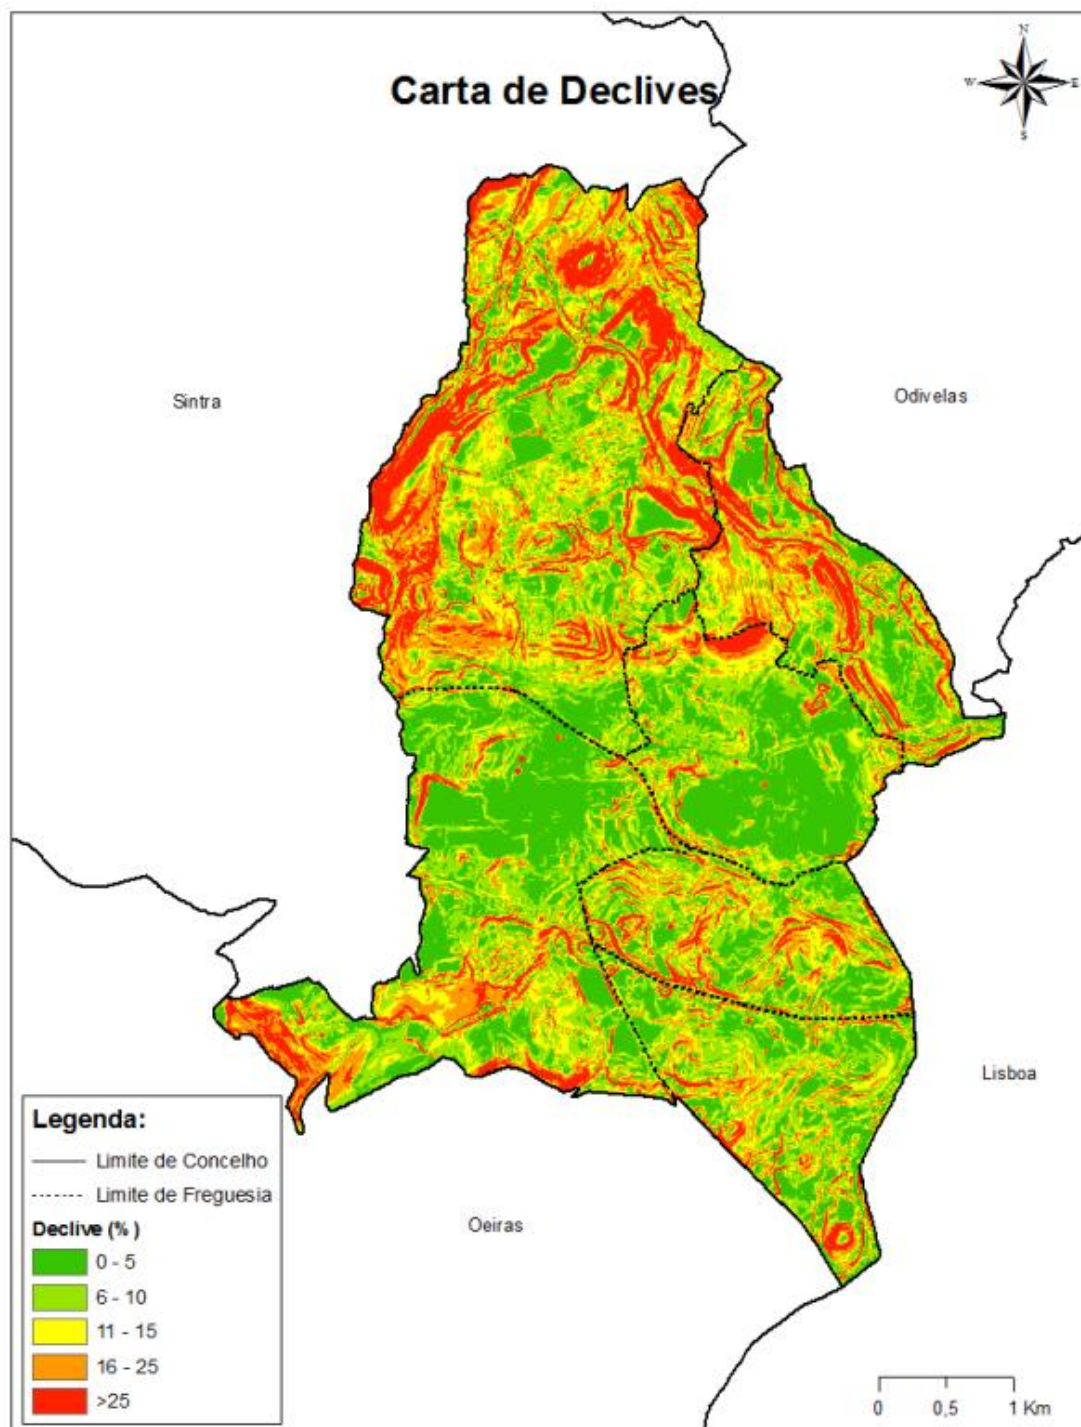 N
Carta de Declives
W
E
S
Sintra
Odivelas
Lisboa
Oeiras
Legenda:
Limite de Concelho
Limite de Freguesia
Declive (%)
0 - 5
6 - 10
11 - 15
16 - 25
>25
0 0,5 1 Km